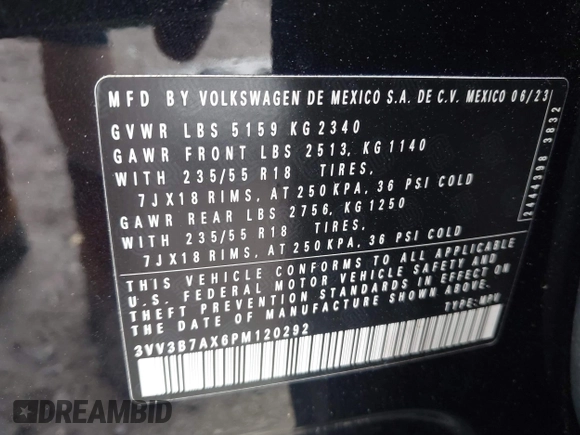 MFD BY VOLKSWAGEN DE MEXICO S.A. DE C.V. MEXICO 06/23
GVWR LBS 5159 KG 2340
GAWR FRONT LBS 2513, KG 1140
WITH 235/55 R18 TIRES,
7JX18 RIMS, AT 250 KPA, 36 PSI COLD
GAWR REAR LBS 2756, KG 1250
WITH 235/55 R18 TIRES,
7JX18 RIMS, AT 250 KPA, 36 PSI COLD
THIS VEHICLE CONFORMS TO ALL APPLICABLE
U.S. FEDERAL MOTOR VEHICLE SAFETY AND
THEFT PREVENTION STANDARDS IN EFFECT ON
THE DATE OF MANUFACTURE SHOWN ABOVE.
3VV3B7AX6PM120292 TYPE: MPV
2444398 3832
DREAMBID